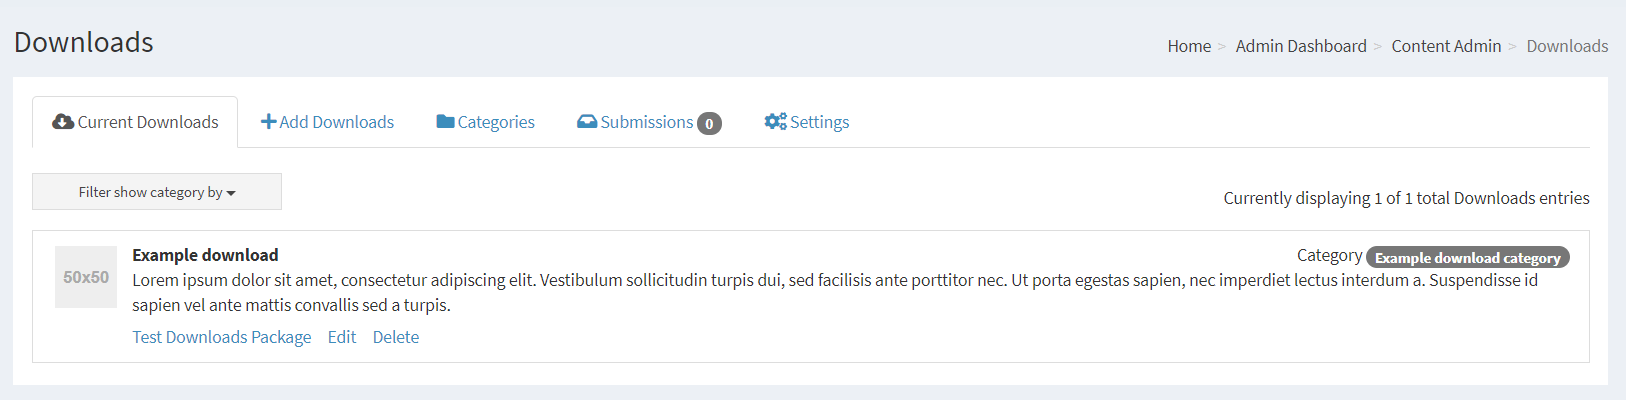 Downloads
Home > Admin Dashboard > Content Admin > Downloads
Current Downloads Add Downloads Categories Submissions 0 Settings
Filter show category by
Currently displaying 1 of 1 total Downloads entries
50x50
Example download
Category Example download category
Lorem ipsum dolor sit amet, consectetur adipiscing elit. Vestibulum sollicitudin turpis dui, sed facilisis ante porttitor nec. Ut porta egestas sapien, nec imperdiet lectus interdum a. Suspendisse id
sapien vel ante mattis convallis sed a turpis.
Test Downloads Package Edit Delete